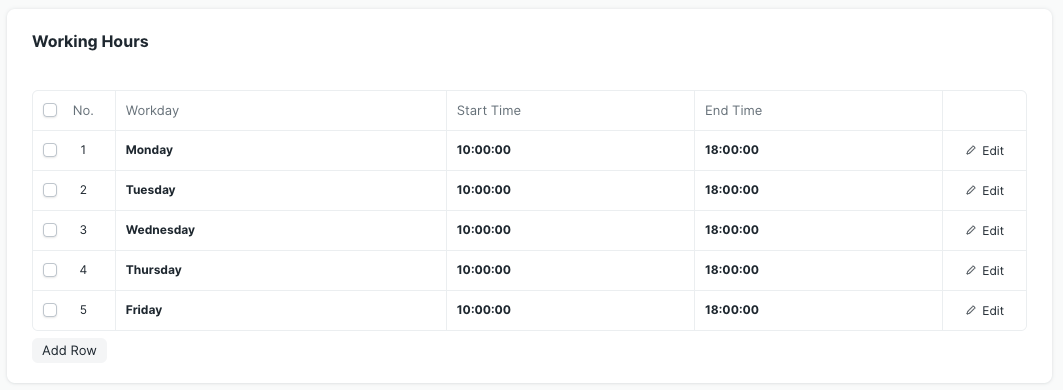 Working Hours
No. Workday Start Time End Time
1 Monday 10:00:00 18:00:00 Edit
2 Tuesday 10:00:00 18:00:00 Edit
3 Wednesday 10:00:00 18:00:00 Edit
4 Thursday 10:00:00 18:00:00 Edit
5 Friday 10:00:00 18:00:00 Edit
Add Row